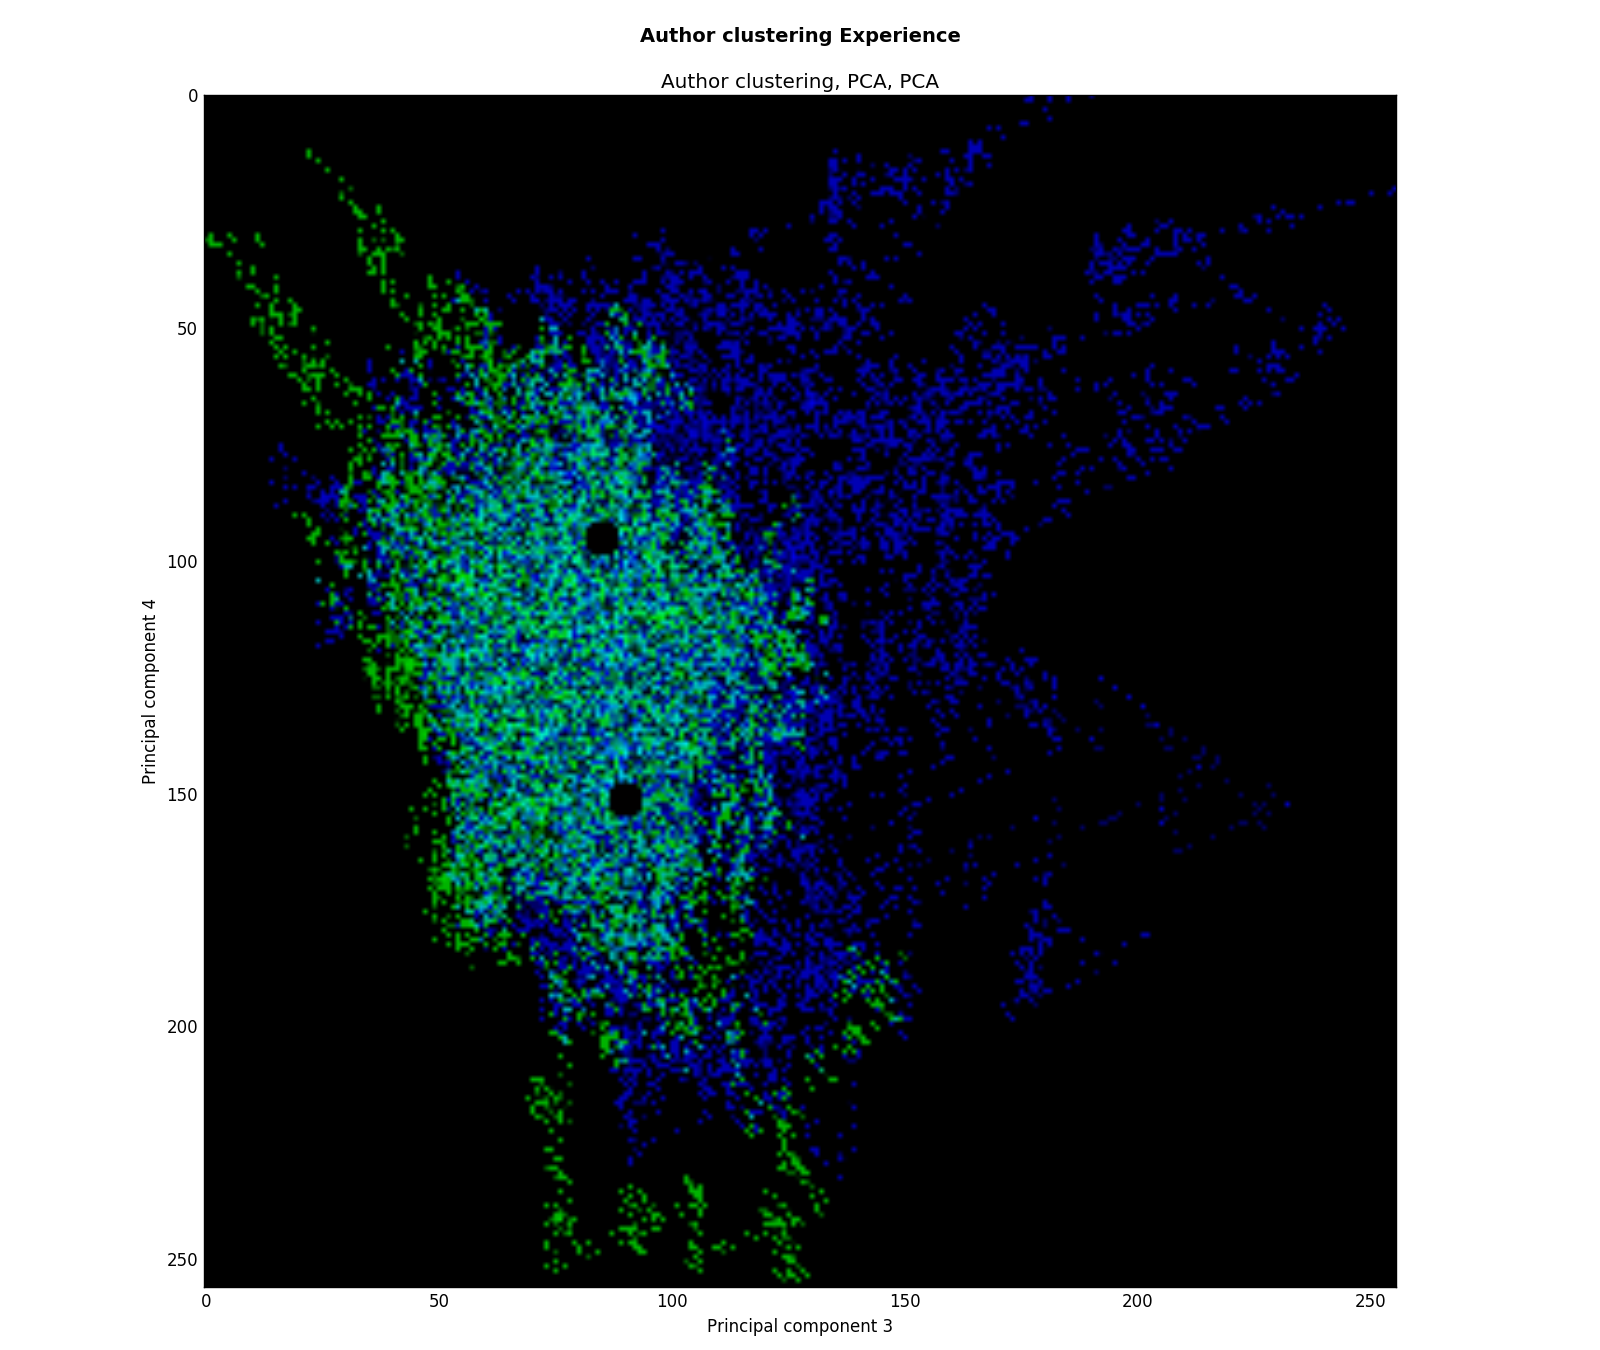 Author clustering Experience
Author clustering, PCA, PCA
0
50
100
150
200
250
Principal component 4
0 50 100 150 200 250
Principal component 3